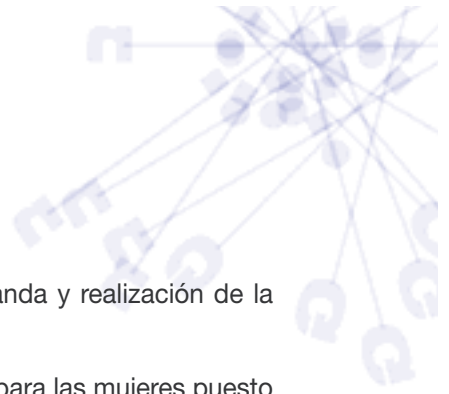 anda y realización de la
para las mujeres puesto